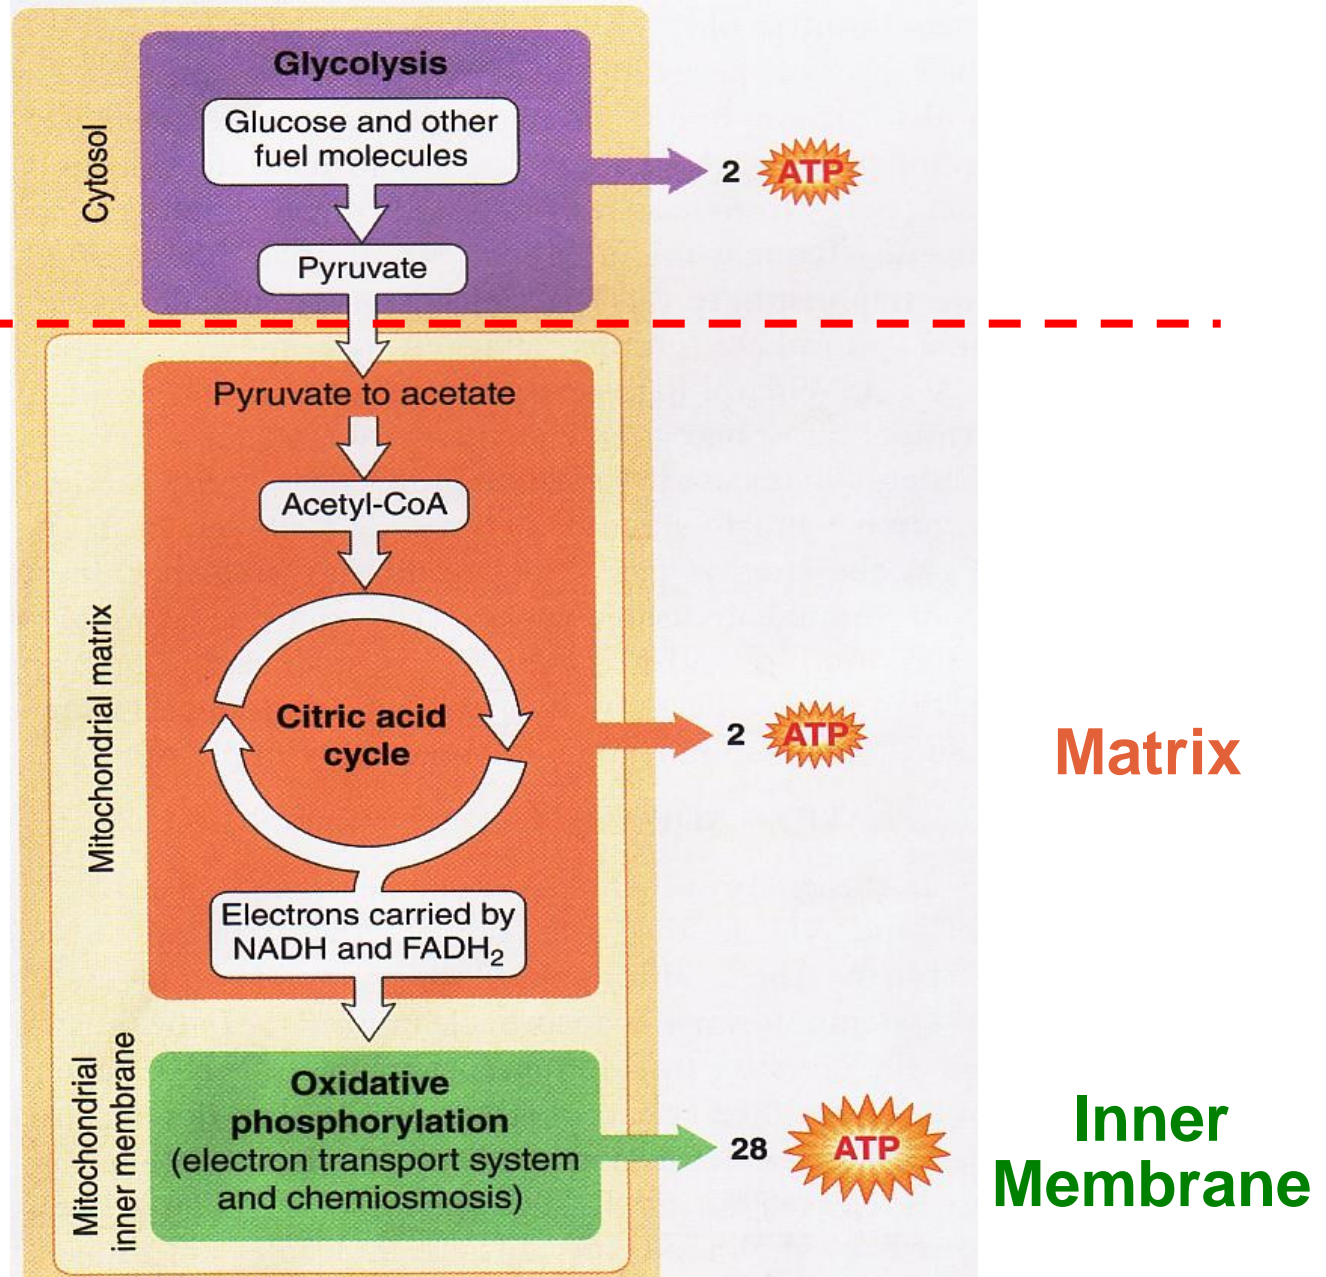 Glycolysis
Cytosol
Glucose and other
fuel molecules
2 ATP
Pyruvate
Pyruvate to acetate
Acetyl-CoA
Mitochondrial matrix
Citric acid
cycle
2 ATP
Matrix
Electrons carried by
NADH and FADH₂
Mitochondrial
inner membrane
Oxidative
phosphorylation
(electron transport system
and chemiosmosis)
28 ATP
Inner
Membrane